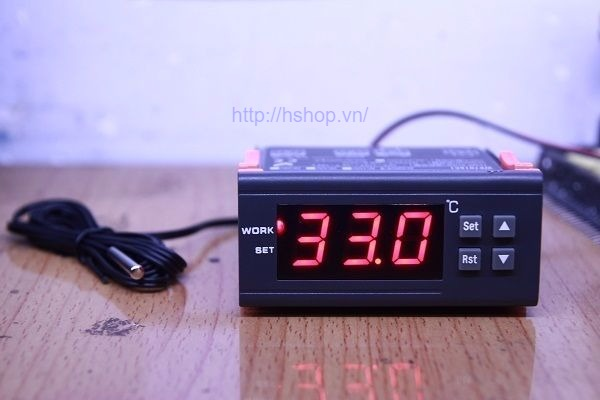 http://hshop.vn/
°C
WORK
33.0
Set ▲
SET
Rst ▼